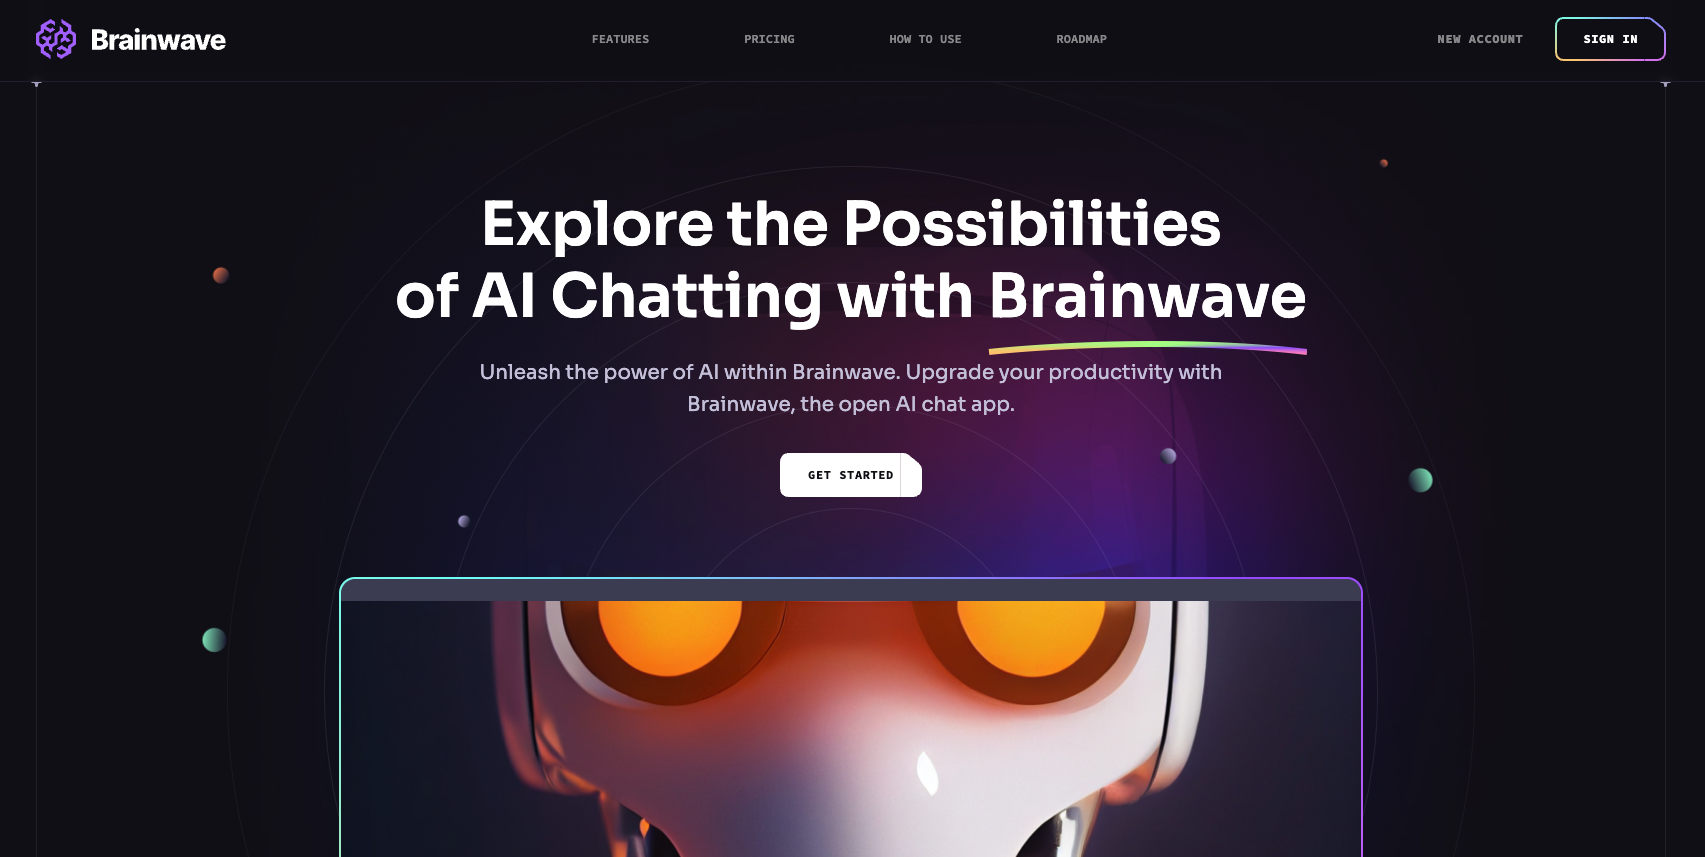 Brainwave
FEATURES
PRICING
HOW TO USE
ROADMAP
NEW ACCOUNT
SIGN IN
Explore the Possibilities
of AI Chatting with Brainwave
Unleash the power of AI within Brainwave. Upgrade your productivity with
Brainwave, the open AI chat app.
GET STARTED